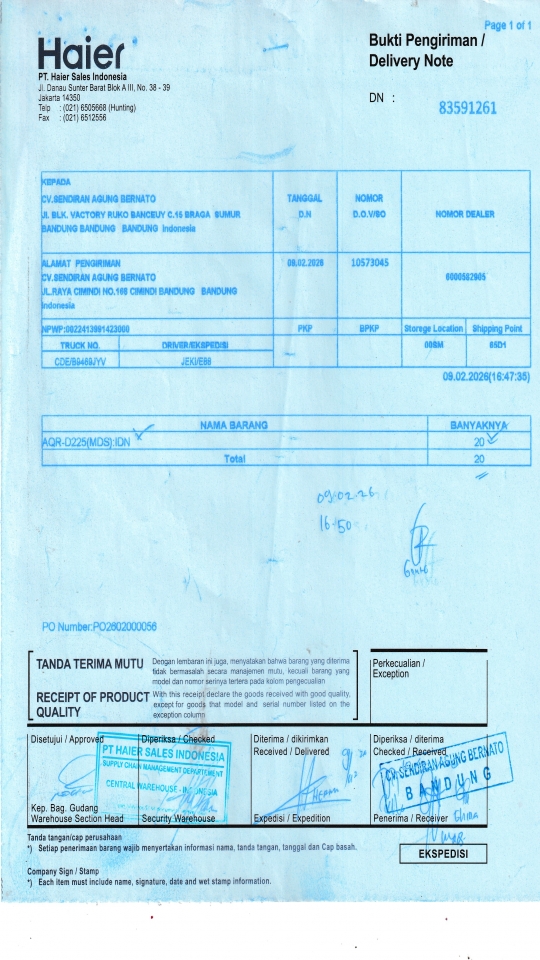 Page 1 of 1
Haier
Bukti Pengiriman /
Delivery Note
PT. Haier Sales Indonesia
Jl. Danau Sunter Barat Blok A III, No. 38 - 39
Jakarta 14350
Telp : (021) 6505668 (Hunting)
Fax : (021) 6512556
DN :
83591261
KEPADA
CV.SENDIRAN AGUNG BERNATO
JL. BLK. VACTORY RUKO BANCEUY C.16 BRAGA SUMUR
BANDUNG BANDUNG BANDUNG Indonesia
TANGGAL
D.N
NOMOR
D.O.V/SO
NOMOR DEALER
ALAMAT PENGIRIMAN
CV.SENDIRAN AGUNG BERNATO
JL.RAYA CIMINDI NO.166 CIMINDI BANDUNG BANDUNG
Indonesia
09.02.2026
10573045
6000582605
NPWP:0022413991423000
PKP
BPKP
Storege Location
Shipping Point
TRUCK NO.
DRIVER/EKSPEDISI
CDE/B9469JYV
JEKI/E68
00SM
65D1
09.02.2026(16:47:35)
NAMA BARANG
BANYAKNYA
AQR-D225(MDS):IDN
20
Total
20
09.02.26
16.50
PO Number:PO2602000056
TANDA TERIMA MUTU
Dengan lembaran ini juga, menyatakan bahwa barang yang diterima
tidak bermasalah secara manajemen mutu, kecuali barang yang
model dan nomor serinya tertera pada kolom pengecualian
RECEIPT OF PRODUCT
QUALITY
With this receipt declare the goods received with good quality,
except for goods that model and serial number listed on the
exception column
Perkecualian /
Exception
Disetujui / Approved
Diperiksa / Checked
Diterima / dikirimkan
Received / Delivered
Diperiksa / diterima
Checked / Received
PT HAIER SALES INDONESIA
SUPPLY CHAIN MANAGEMENT DEPARTEMENT
CENTRAL WAREHOUSE - INDONESIA
CV. SENDIRAN AGUNG BERNATO
BANDUNG
Kep. Bag. Gudang
Warehouse Section Head
Security Warehouse
Expedisi / Expedition
Penerima / Receiver
Tanda tangan/cap perusahaan
*) Setiap penerimaan barang wajib menyertakan informasi nama, tanda tangan, tanggal dan Cap basah.
EKSPEDISI
Company Sign / Stamp
*) Each item must include name, signature, date and wet stamp information.